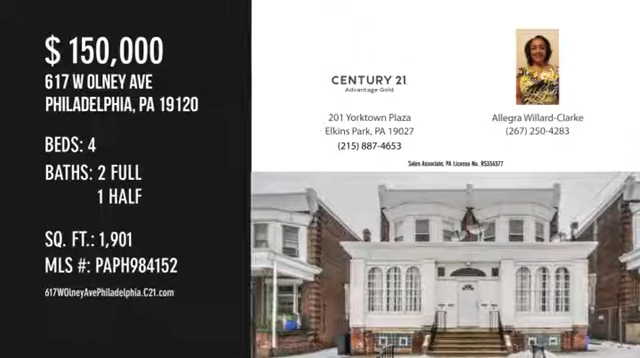 $ 150,000
617 W OLNEY AVE
PHILADELPHIA, PA 19120
BEDS: 4
BATHS: 2 FULL
1 HALF
SQ. FT.: 1,901
MLS #: PAPH984152
617WOlneyAvePhiladelphia.C21.com
CENTURY 21
Advantage Gold
201 Yorktown Plaza
Elkins Park, PA 19027
(215) 887-4653
Allegra Willard-Clarke
(267) 250-4283
Sales Associate, PA License No. RS334377